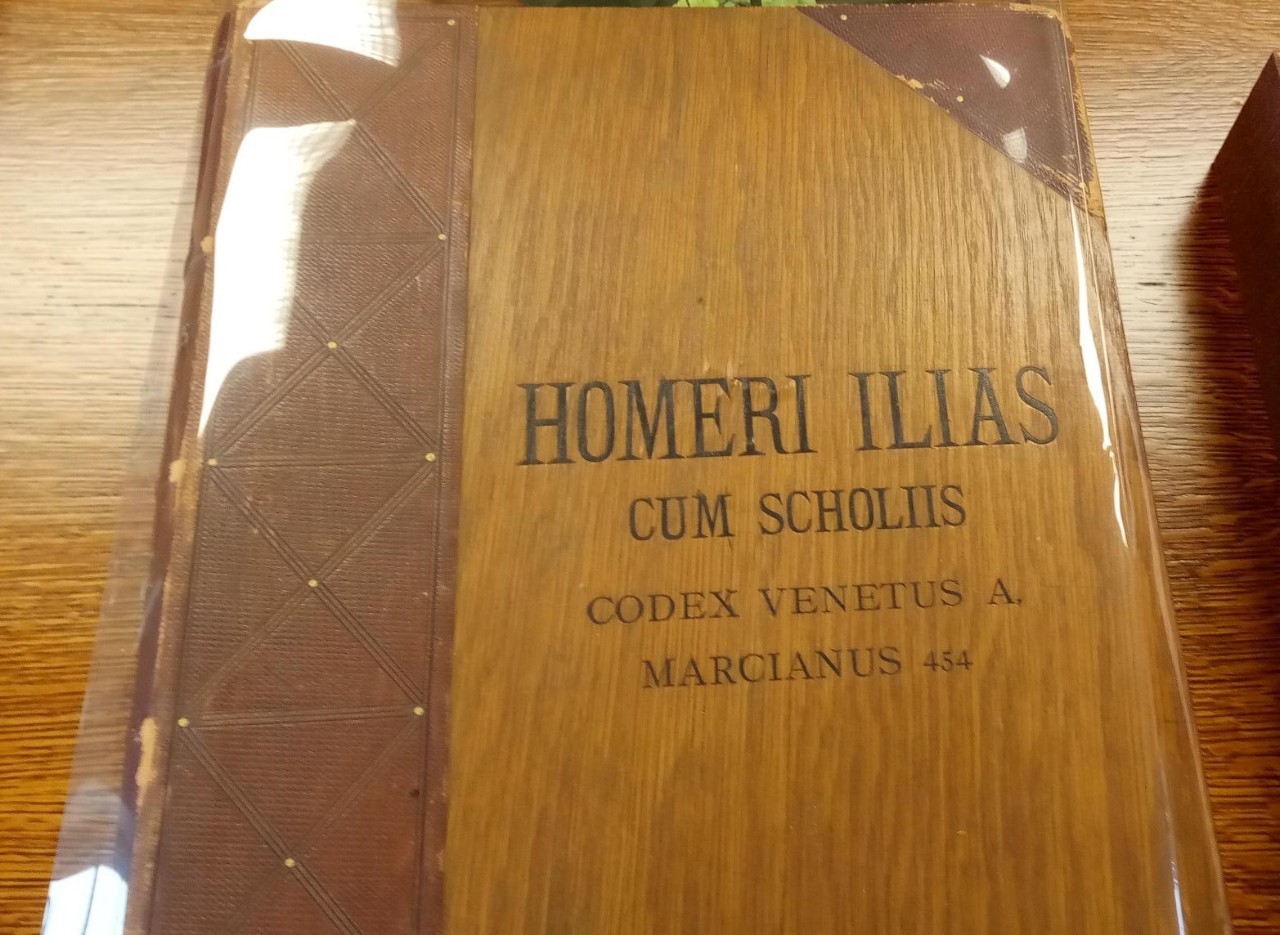 HOMERI ILIAS
CUM SCHOLIIS
CODEX VENETUS A.
MARCIANUS 454